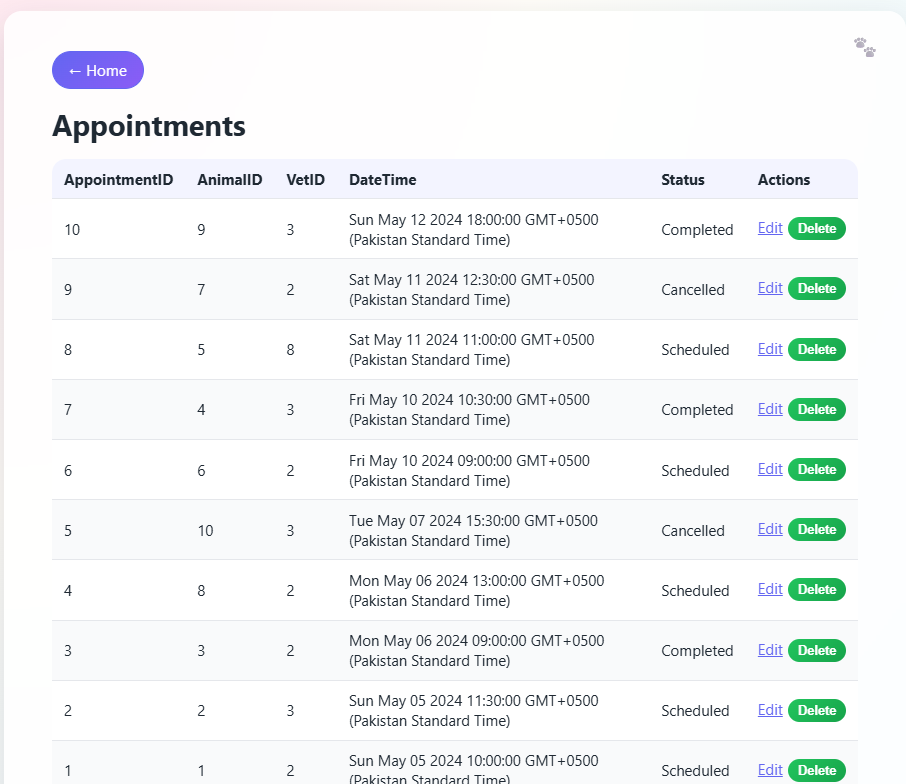 ← Home
Appointments
AppointmentID AnimalID VetID DateTime Status Actions
10 9 3 Sun May 12 2024 18:00:00 GMT+0500 (Pakistan Standard Time) Completed Edit Delete
9 7 2 Sat May 11 2024 12:30:00 GMT+0500 (Pakistan Standard Time) Cancelled Edit Delete
8 5 8 Sat May 11 2024 11:00:00 GMT+0500 (Pakistan Standard Time) Scheduled Edit Delete
7 4 3 Fri May 10 2024 10:30:00 GMT+0500 (Pakistan Standard Time) Completed Edit Delete
6 6 2 Fri May 10 2024 09:00:00 GMT+0500 (Pakistan Standard Time) Scheduled Edit Delete
5 10 3 Tue May 07 2024 15:30:00 GMT+0500 (Pakistan Standard Time) Cancelled Edit Delete
4 8 2 Mon May 06 2024 13:00:00 GMT+0500 (Pakistan Standard Time) Scheduled Edit Delete
3 3 2 Mon May 06 2024 09:00:00 GMT+0500 (Pakistan Standard Time) Completed Edit Delete
2 2 3 Sun May 05 2024 11:30:00 GMT+0500 (Pakistan Standard Time) Scheduled Edit Delete
1 1 2 Sun May 05 2024 10:00:00 GMT+0500 (Pakistan Standard Time) Scheduled Edit Delete